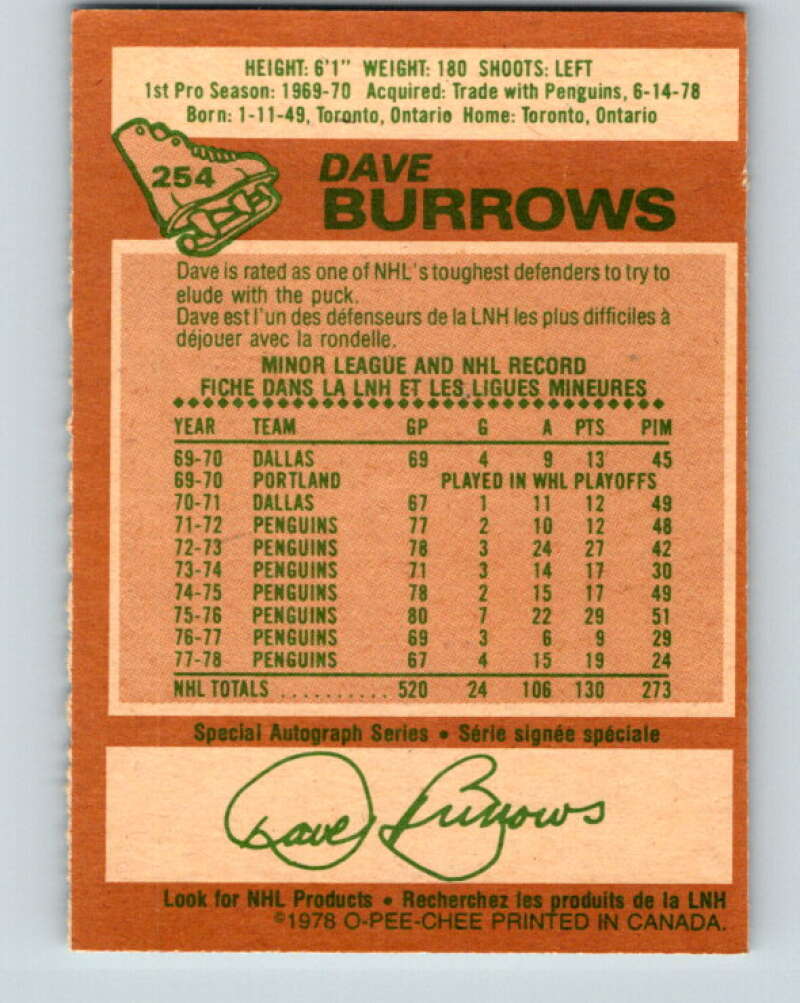 HEIGHT: 6'1" WEIGHT: 180 SHOOTS: LEFT
1st Pro Season: 1969-70 Acquired: Trade with Penguins, 6-14-78
Born: 1-11-49, Toronto, Ontario Home: Toronto, Ontario
254
DAVE
BURROWS
Dave is rated as one of NHL's toughest defenders to try to
elude with the puck.
Dave est l'un des défenseurs de la LNH les plus difficiles à
déjouer avec la rondelle.
MINOR LEAGUE AND NHL RECORD
FICHE DANS LA LNH ET LES LIGUES MINEURES
YEAR TEAM GP G A PTS PIM
69-70 DALLAS 69 4 9 13 45
69-70 PORTLAND PLAYED IN WHL PLAYOFFS
70-71 DALLAS 67 1 11 12 49
71-72 PENGUINS 77 2 10 12 48
72-73 PENGUINS 78 3 24 27 42
73-74 PENGUINS 71 3 14 17 30
74-75 PENGUINS 78 2 15 17 49
75-76 PENGUINS 80 7 22 29 51
76-77 PENGUINS 69 3 6 9 29
77-78 PENGUINS 67 4 15 19 24
NHL TOTALS .......... 520 24 106 130 273
Special Autograph Series • Série signée spéciale
Dave Burrows
Look for NHL Products • Recherchez les produits de la LNH
©1978 O-PEE-CHEE PRINTED IN CANADA.